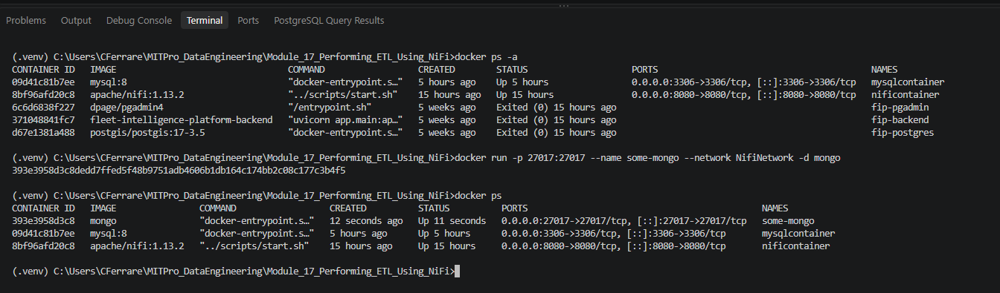 Problems Output Debug Console Terminal Ports PostgreSQL Query Results
(.venv) C:\Users\CFerrare\MITPro_DataEngineering\Module_17_Performing_ETL_Using_NiFi>docker ps -a
CONTAINER ID IMAGE COMMAND CREATED STATUS PORTS NAMES
09d41c81b7ee mysql:8 "docker-entrypoint.s…" 5 hours ago Up 5 hours 0.0.0.0:3306->3306/tcp, [::]:3306->3306/tcp mysqlcontainer
8bf96afd20c8 apache/nifi:1.13.2 "../scripts/start.sh" 15 hours ago Up 15 hours 0.0.0.0:8080->8080/tcp, [::]:8080->8080/tcp nificontainer
6c6d6838f227 dpage/pgadmin4 "/entrypoint.sh" 5 weeks ago Exited (0) 15 hours ago fip-pgadmin
371048841fc7 fleet-intelligence-platform-backend "uvicorn app.main:ap…" 5 weeks ago Exited (0) 15 hours ago fip-backend
d67e1381a488 postgis/postgis:17-3.5 "docker-entrypoint.s…" 5 weeks ago Exited (0) 15 hours ago fip-postgres
(.venv) C:\Users\CFerrare\MITPro_DataEngineering\Module_17_Performing_ETL_Using_NiFi>docker run -p 27017:27017 --name some-mongo --network NifiNetwork -d mongo
393e3958d3c8dedd7ffed5f48b9751adb4606b1db164c174bb2c08c177c3b4f5
(.venv) C:\Users\CFerrare\MITPro_DataEngineering\Module_17_Performing_ETL_Using_NiFi>docker ps
CONTAINER ID IMAGE COMMAND CREATED STATUS PORTS NAMES
393e3958d3c8 mongo "docker-entrypoint.s…" 12 seconds ago Up 11 seconds 0.0.0.0:27017->27017/tcp, [::]:27017->27017/tcp some-mongo
09d41c81b7ee mysql:8 "docker-entrypoint.s…" 5 hours ago Up 5 hours 0.0.0.0:3306->3306/tcp, [::]:3306->3306/tcp mysqlcontainer
8bf96afd20c8 apache/nifi:1.13.2 "../scripts/start.sh" 15 hours ago Up 15 hours 0.0.0.0:8080->8080/tcp, [::]:8080->8080/tcp nificontainer
(.venv) C:\Users\CFerrare\MITPro_DataEngineering\Module_17_Performing_ETL_Using_NiFi>